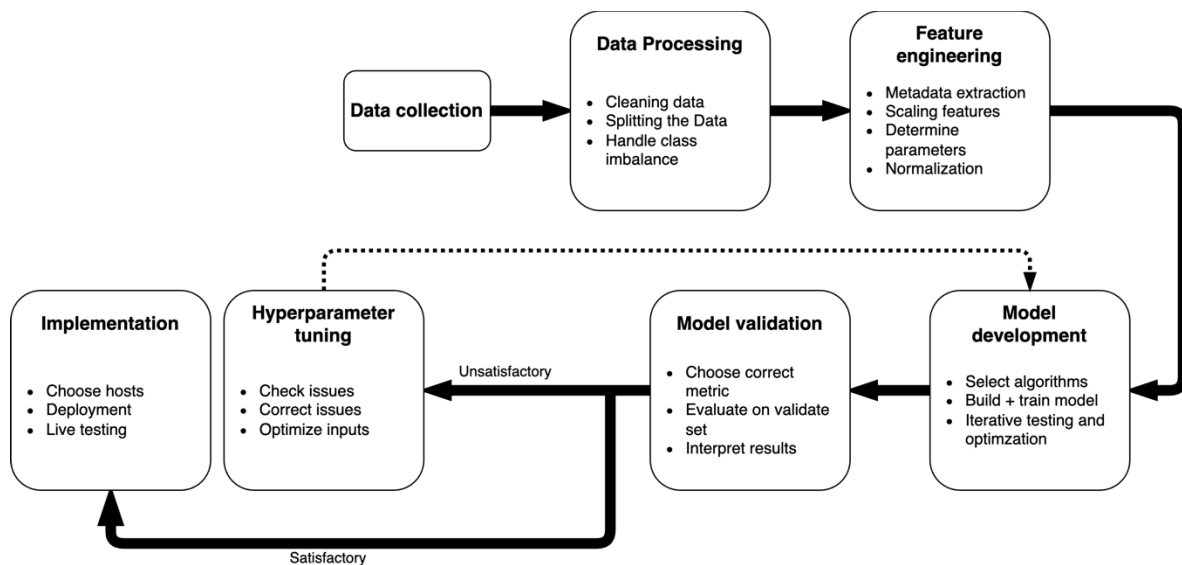 Data collection
Data Processing
Cleaning data
Splitting the Data
Handle class
imbalance
Feature
engineering
Metadata extraction
Scaling features
Determine
parameters
Normalization
Model
development
Select algorithms
Build + train model
Iterative testing and
optimzation
Model validation
Choose correct
metric
Evaluate on validate
set
Interpret results
Unsatisfactory
Hyperparameter
tuning
Check issues
Correct issues
Optimize inputs
Satisfactory
Implementation
Choose hosts
Deployment
Live testing